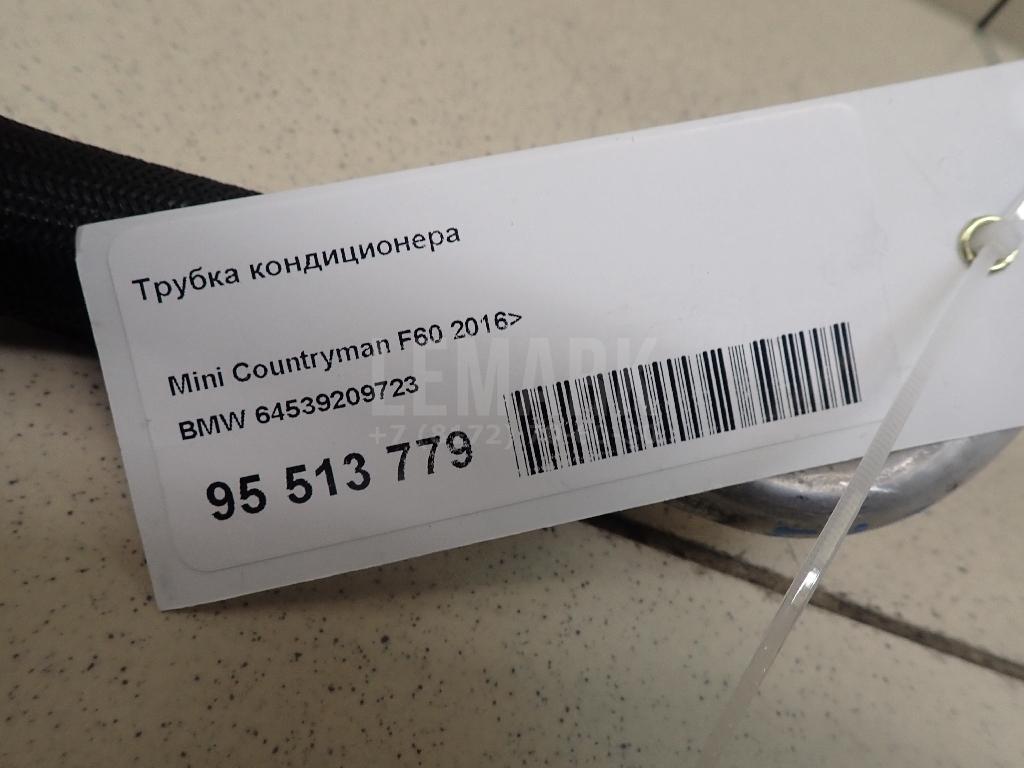 Трубка кондиционера
Mini Countryman F60 2016>
BMW 64539209723
95 513 779
LEMARK